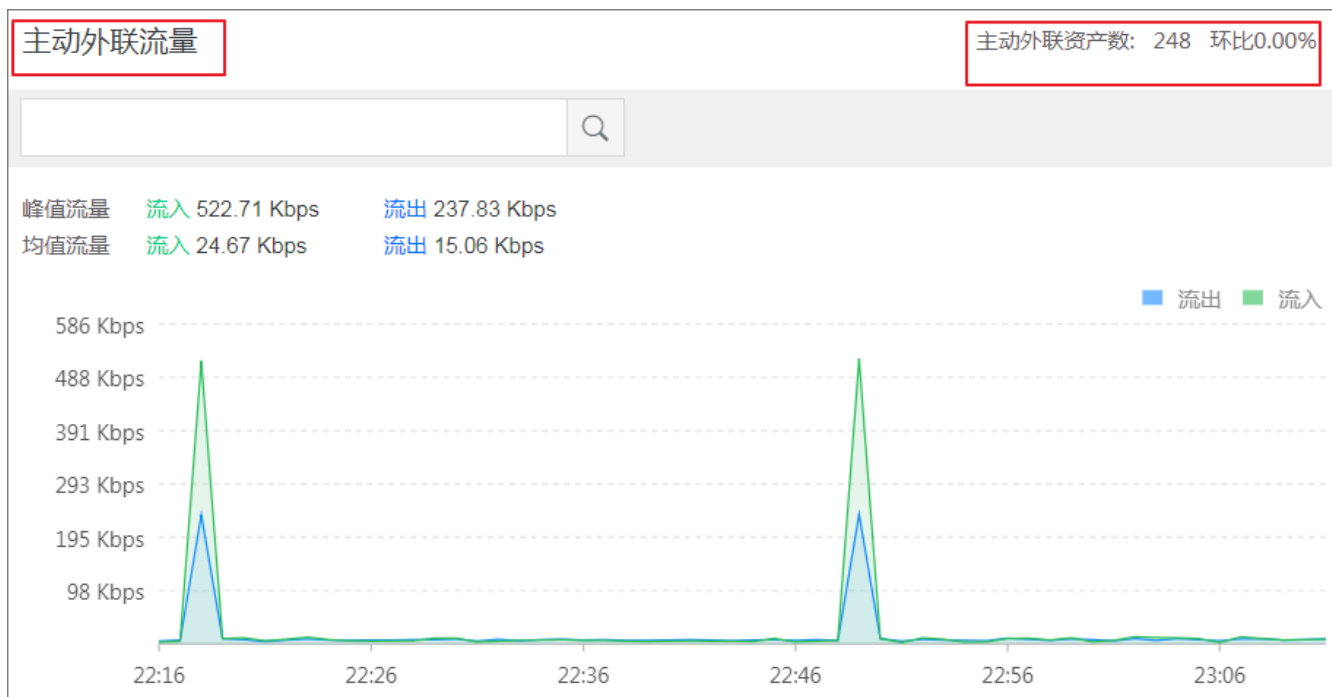 主动外联流量
主动外联资产数: 248 环比0.00%
峰值流量 流入 522.71 Kbps 流出 237.83 Kbps
均值流量 流入 24.67 Kbps 流出 15.06 Kbps
流出 流入
586 Kbps
488 Kbps
391 Kbps
293 Kbps
195 Kbps
98 Kbps
22:16 22:26 22:36 22:46 22:56 23:06